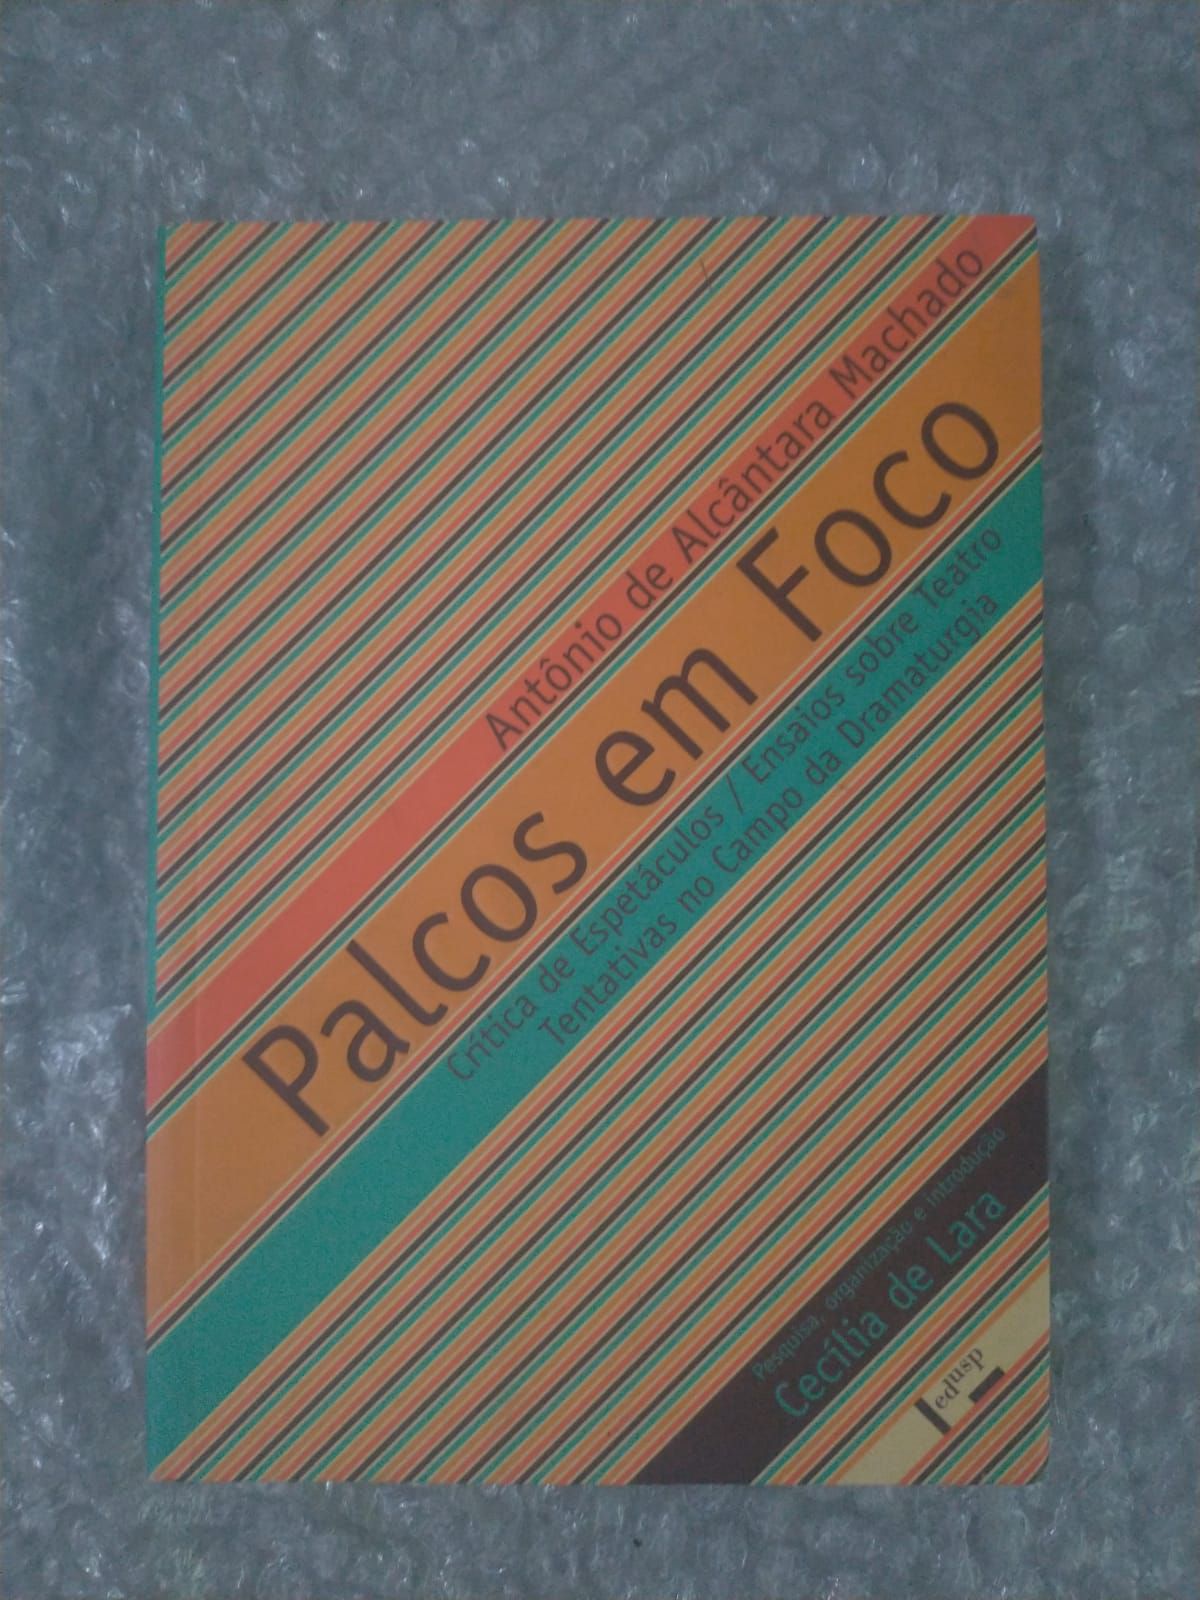 Antônio de Alcântara Machado
Palcos em Foco
Crítica de Espetáculos / Ensaios sobre Teatro
Tentativas no Campo da Dramaturgia
Pesquisa, organização e introdução
Cecília de Lara
edusp